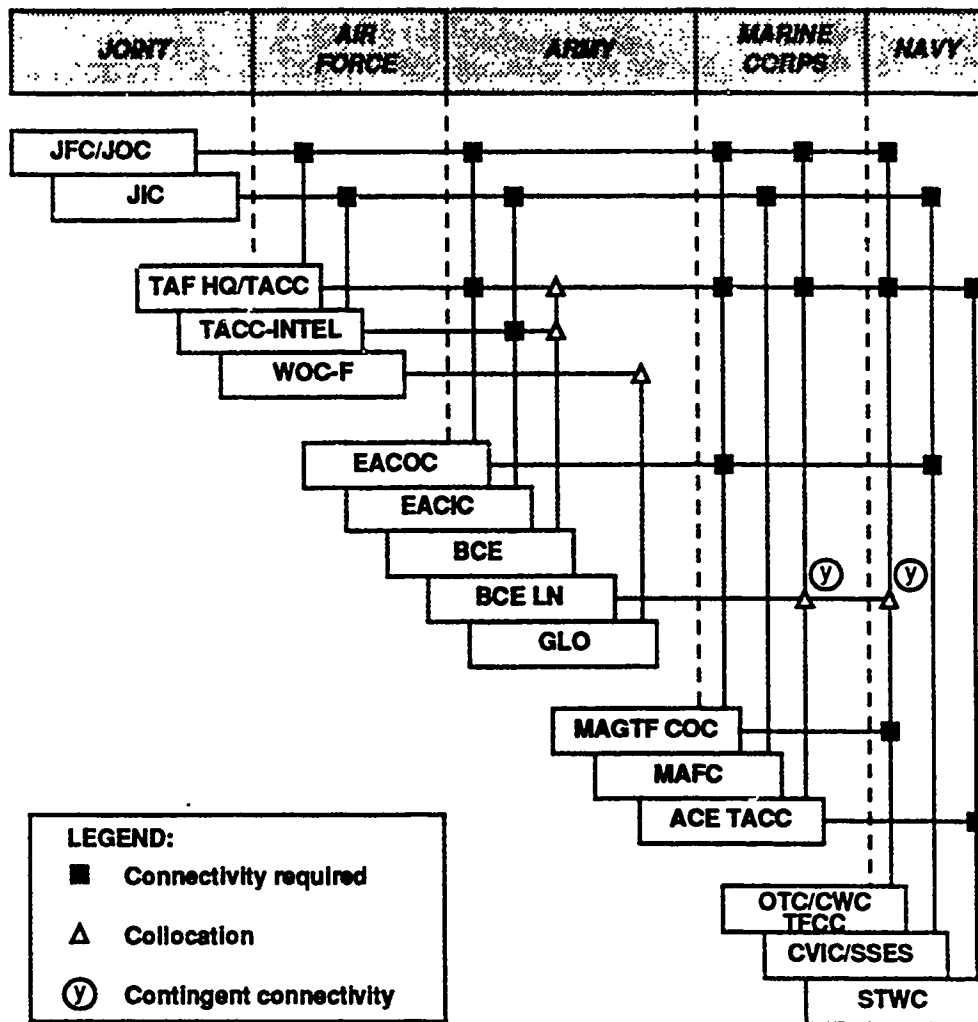 JOINT
AIR
FORCE
ARMY
MARINE
CORPS
NAVY
JFC/JOC
JIC
TAF HQ/TACC
TACC-INTEL
WOC-F
EACOC
EACIC
BCE
y
y
BCE LN
GLO
MAGTF COC
MAFC
ACE TACC
LEGEND:
Connectivity required
Collocation
y Contingent connectivity
OTC/CWC
TFCC
CVIC/SSES
STWC